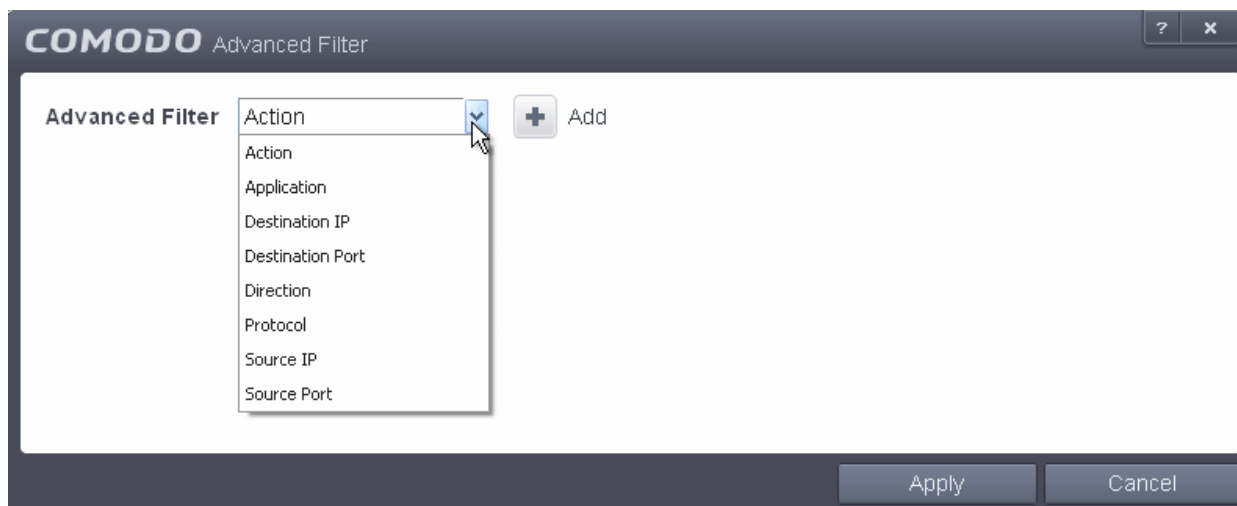 COMODO Advanced Filter
? x
Advanced Filter Action + Add
Action
Application
Destination IP
Destination Port
Direction
Protocol
Source IP
Source Port
Apply Cancel